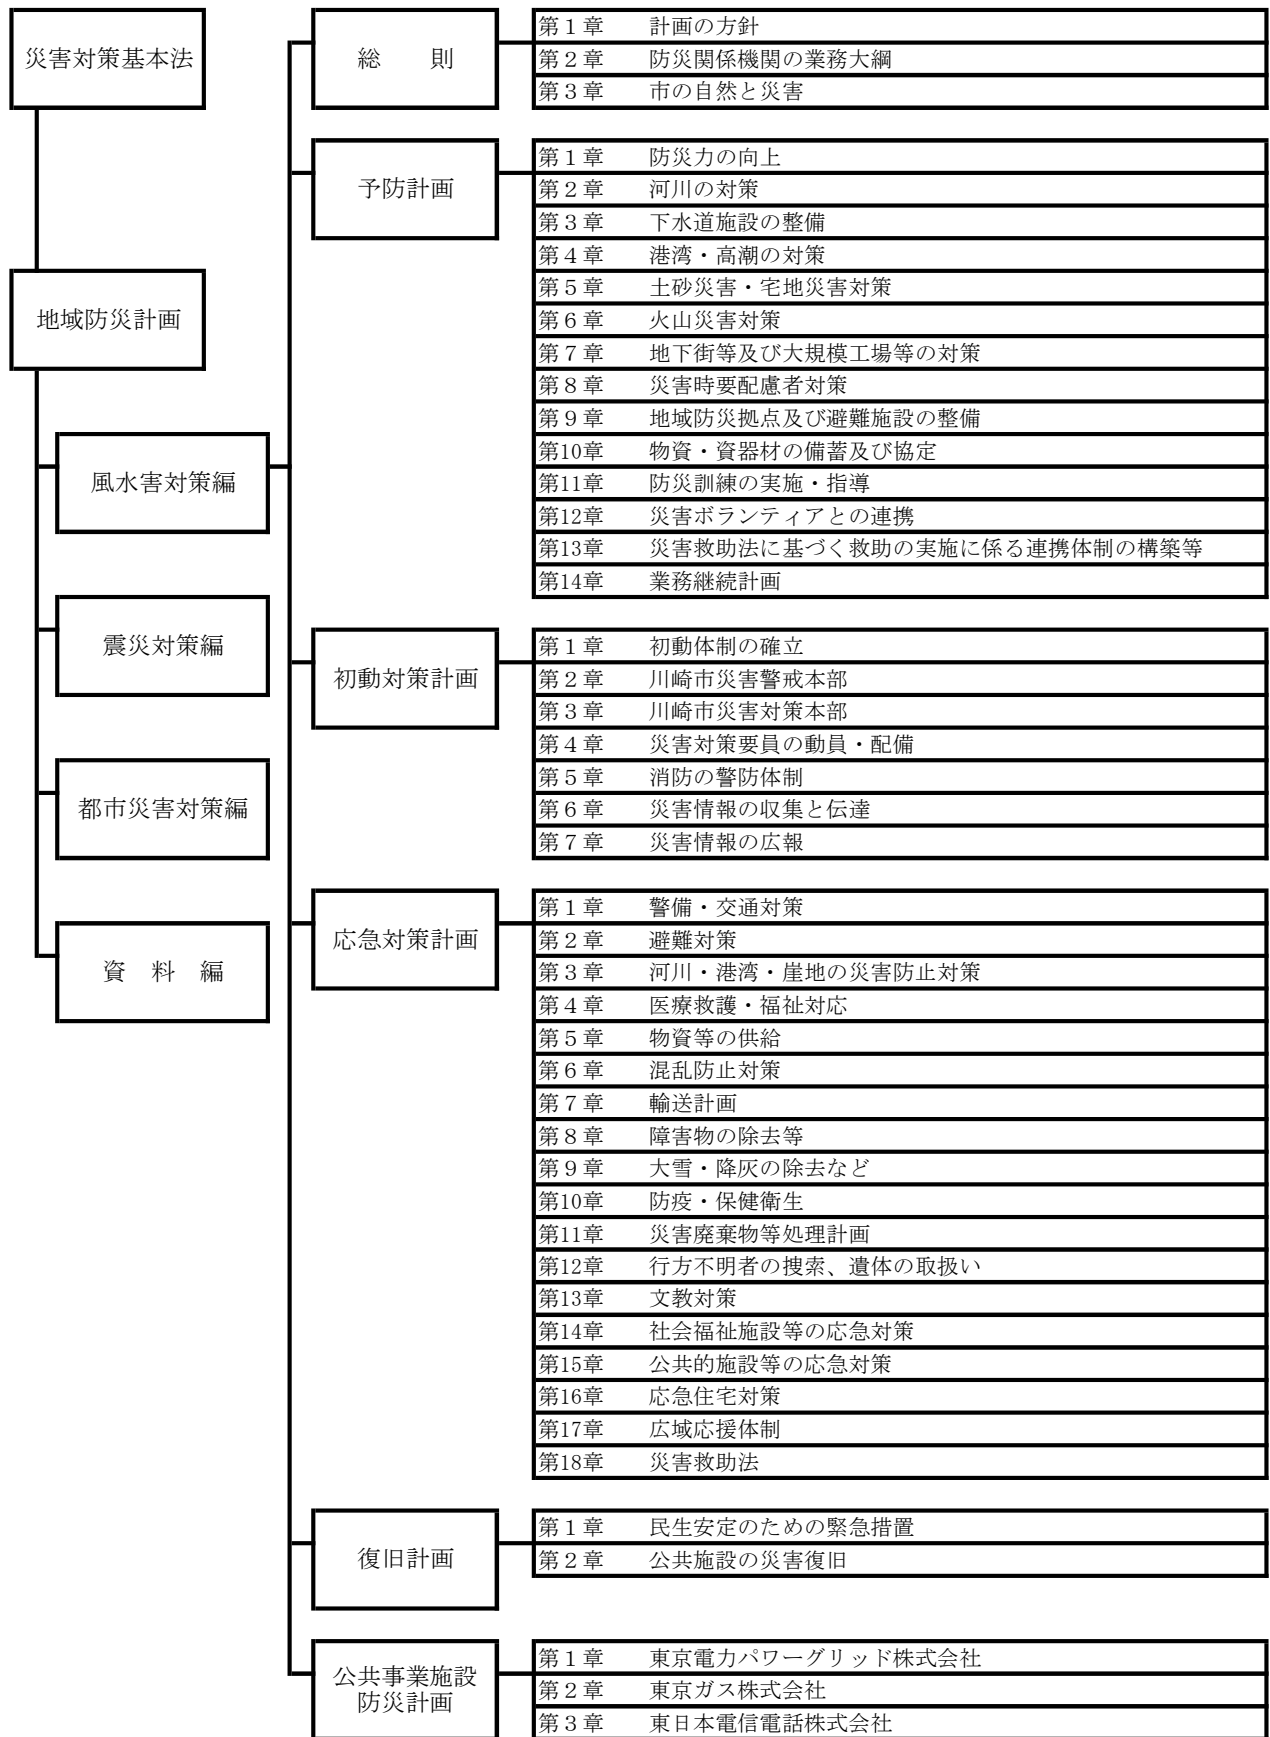 災害対策基本法
地域防災計画
風水害対策編
震災対策編
都市災害対策編
資　料　編
総　　則
第１章　計画の方針
第２章　防災関係機関の業務大綱
第３章　市の自然と災害
予防計画
第１章　防災力の向上
第２章　河川の対策
第３章　下水道施設の整備
第４章　港湾・高潮の対策
第５章　土砂災害・宅地災害対策
第６章　火山災害対策
第７章　地下街等及び大規模工場等の対策
第８章　災害時要配慮者対策
第９章　地域防災拠点及び避難施設の整備
第10章　物資・資器材の備蓄及び協定
第11章　防災訓練の実施・指導
第12章　災害ボランティアとの連携
第13章　災害救助法に基づく救助の実施に係る連携体制の構築等
第14章　業務継続計画
初動対策計画
第１章　初動体制の確立
第２章　川崎市災害警戒本部
第３章　川崎市災害対策本部
第４章　災害対策要員の動員・配備
第５章　消防の警防体制
第６章　災害情報の収集と伝達
第７章　災害情報の広報
応急対策計画
第１章　警備・交通対策
第２章　避難対策
第３章　河川・港湾・崖地の災害防止対策
第４章　医療救護・福祉対応
第５章　物資等の供給
第６章　混乱防止対策
第７章　輸送計画
第８章　障害物の除去等
第９章　大雪・降灰の除去など
第10章　防疫・保健衛生
第11章　災害廃棄物等処理計画
第12章　行方不明者の捜索、遺体の取扱い
第13章　文教対策
第14章　社会福祉施設等の応急対策
第15章　公共的施設等の応急対策
第16章　応急住宅対策
第17章　広域応援体制
第18章　災害救助法
復旧計画
第１章　民生安定のための緊急措置
第２章　公共施設の災害復旧
公共事業施設
防災計画
第１章　東京電力パワーグリッド株式会社
第２章　東京ガス株式会社
第３章　東日本電信電話株式会社